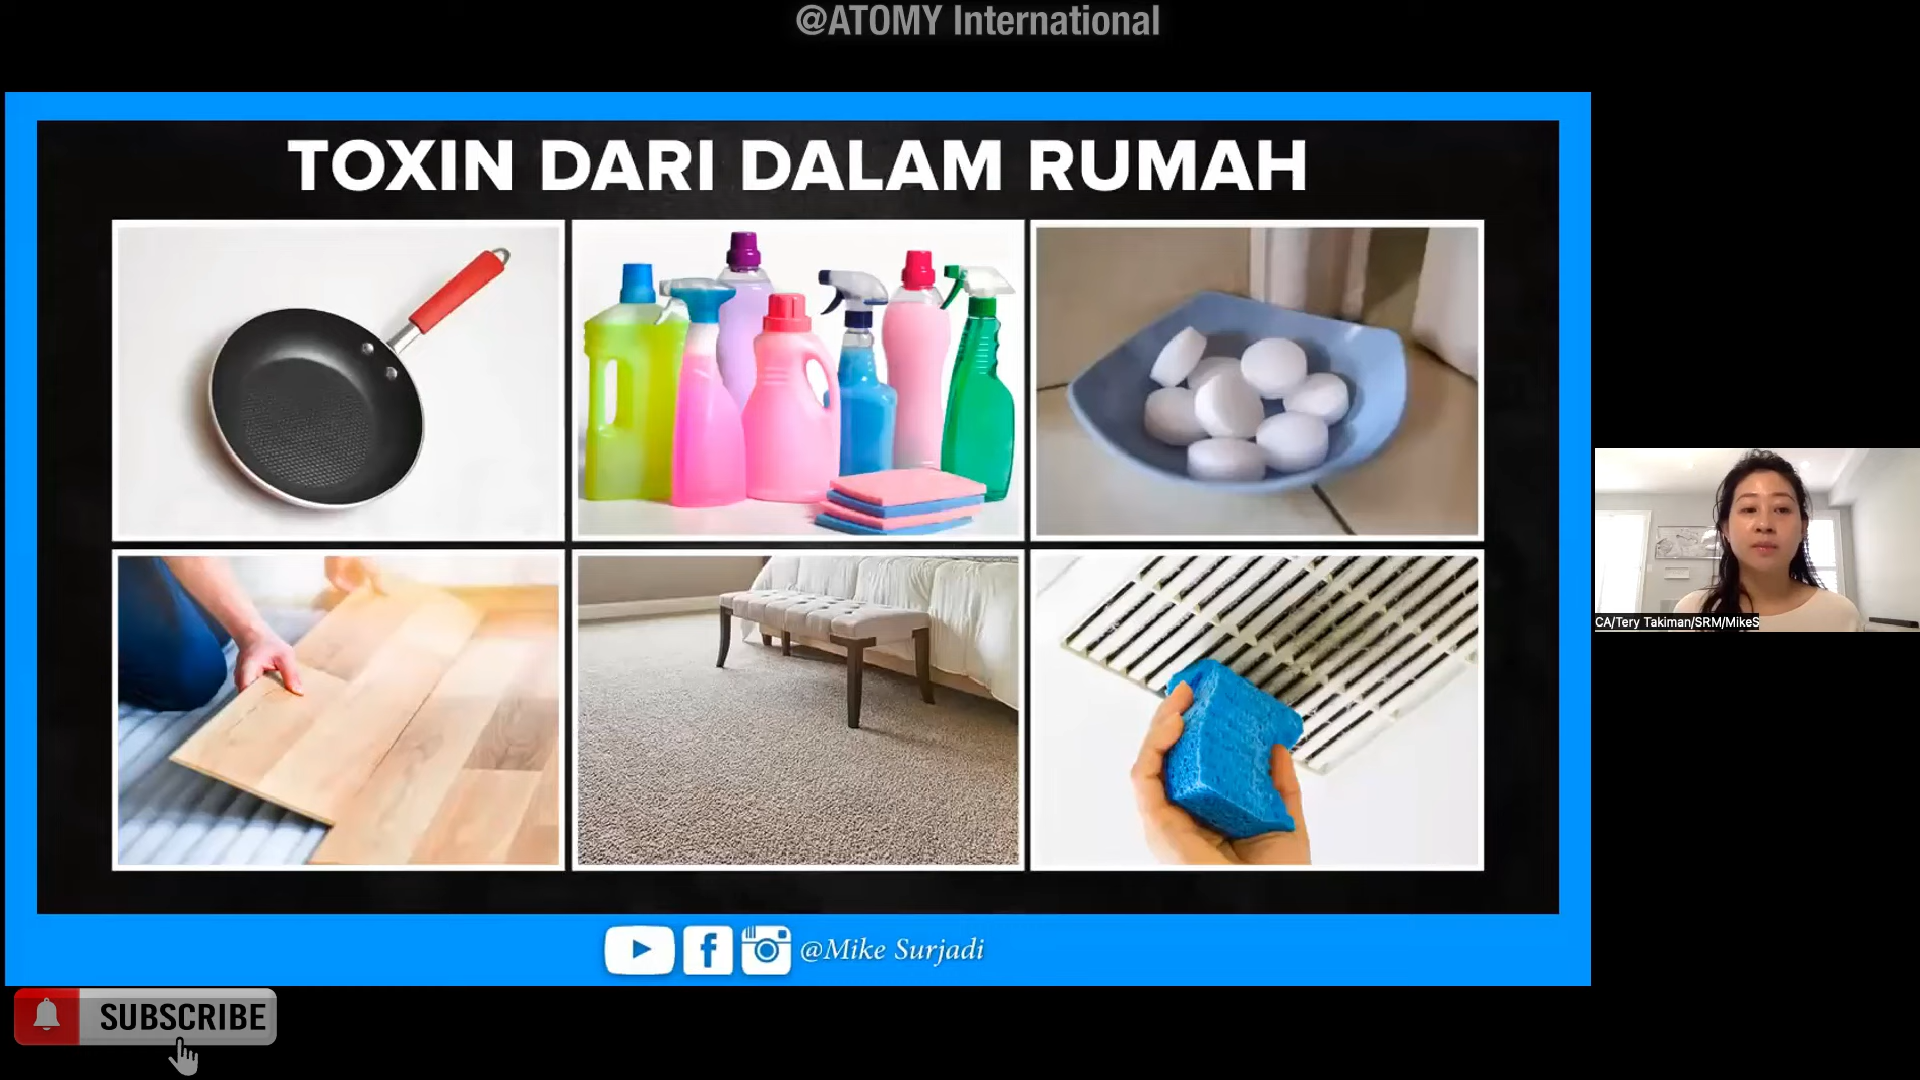 @ATOMY International
TOXIN DARI DALAM RUMAH
CA/Tery Takiman/SRM/MikeS
@Mike Surjadi
SUBSCRIBE